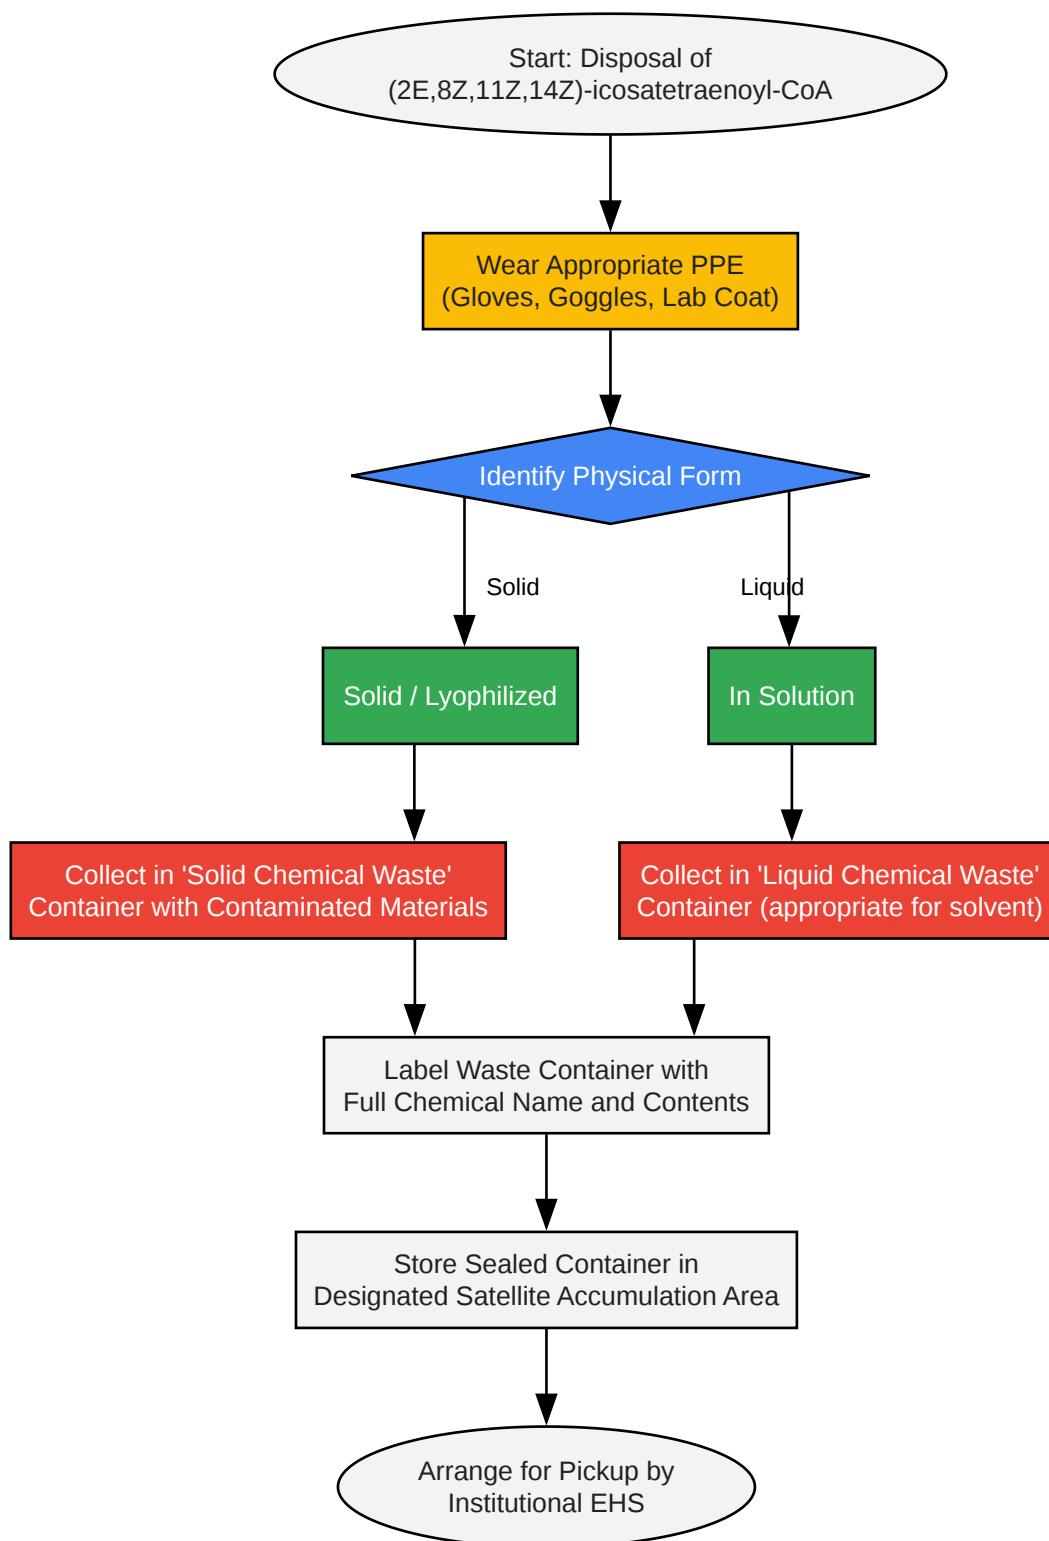 Start: Disposal of
(2E,8Z,11Z,14Z)-icosatetraenoyl-CoA
Wear Appropriate PPE
(Gloves, Goggles, Lab Coat)
Identify Physical Form
Solid
Liquid
Solid / Lyophilized
In Solution
Collect in 'Solid Chemical Waste'
Container with Contaminated Materials
Collect in 'Liquid Chemical Waste'
Container (appropriate for solvent)
Label Waste Container with
Full Chemical Name and Contents
Store Sealed Container in
Designated Satellite Accumulation Area
Arrange for Pickup by
Institutional EHS